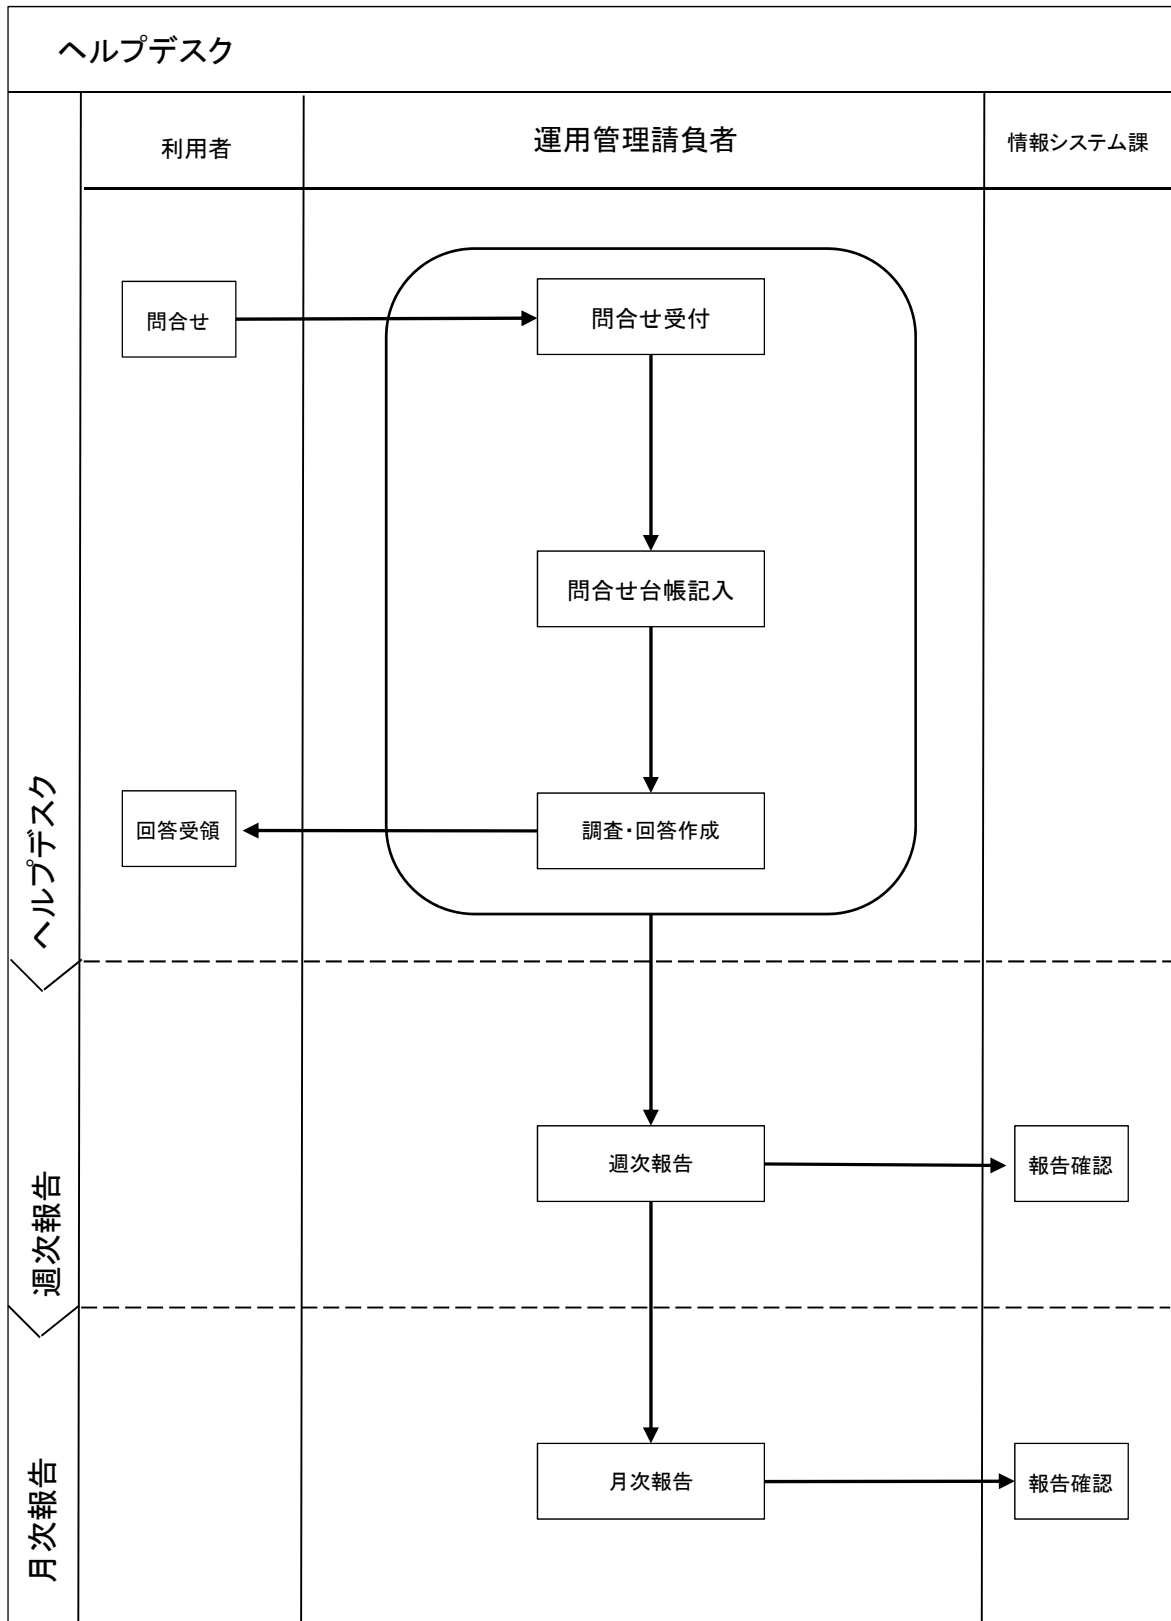 ヘルプデスク
利用者
運用管理請負者
情報システム課
問合せ
問合せ受付
問合せ台帳記入
ヘルプデスク
回答受領
調査・回答作成
週次報告
週次報告
報告確認
月次報告
月次報告
報告確認